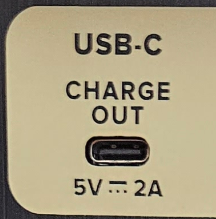 USB-C
CHARGE
OUT
5V ⎓ 2A